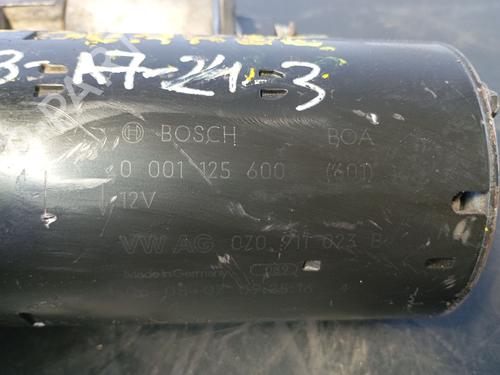 3-A7-21-3
BOSCH BOA
0 001 125 600 (601)
12V
VW AG 0Z0 911 023 B
Made in Germany